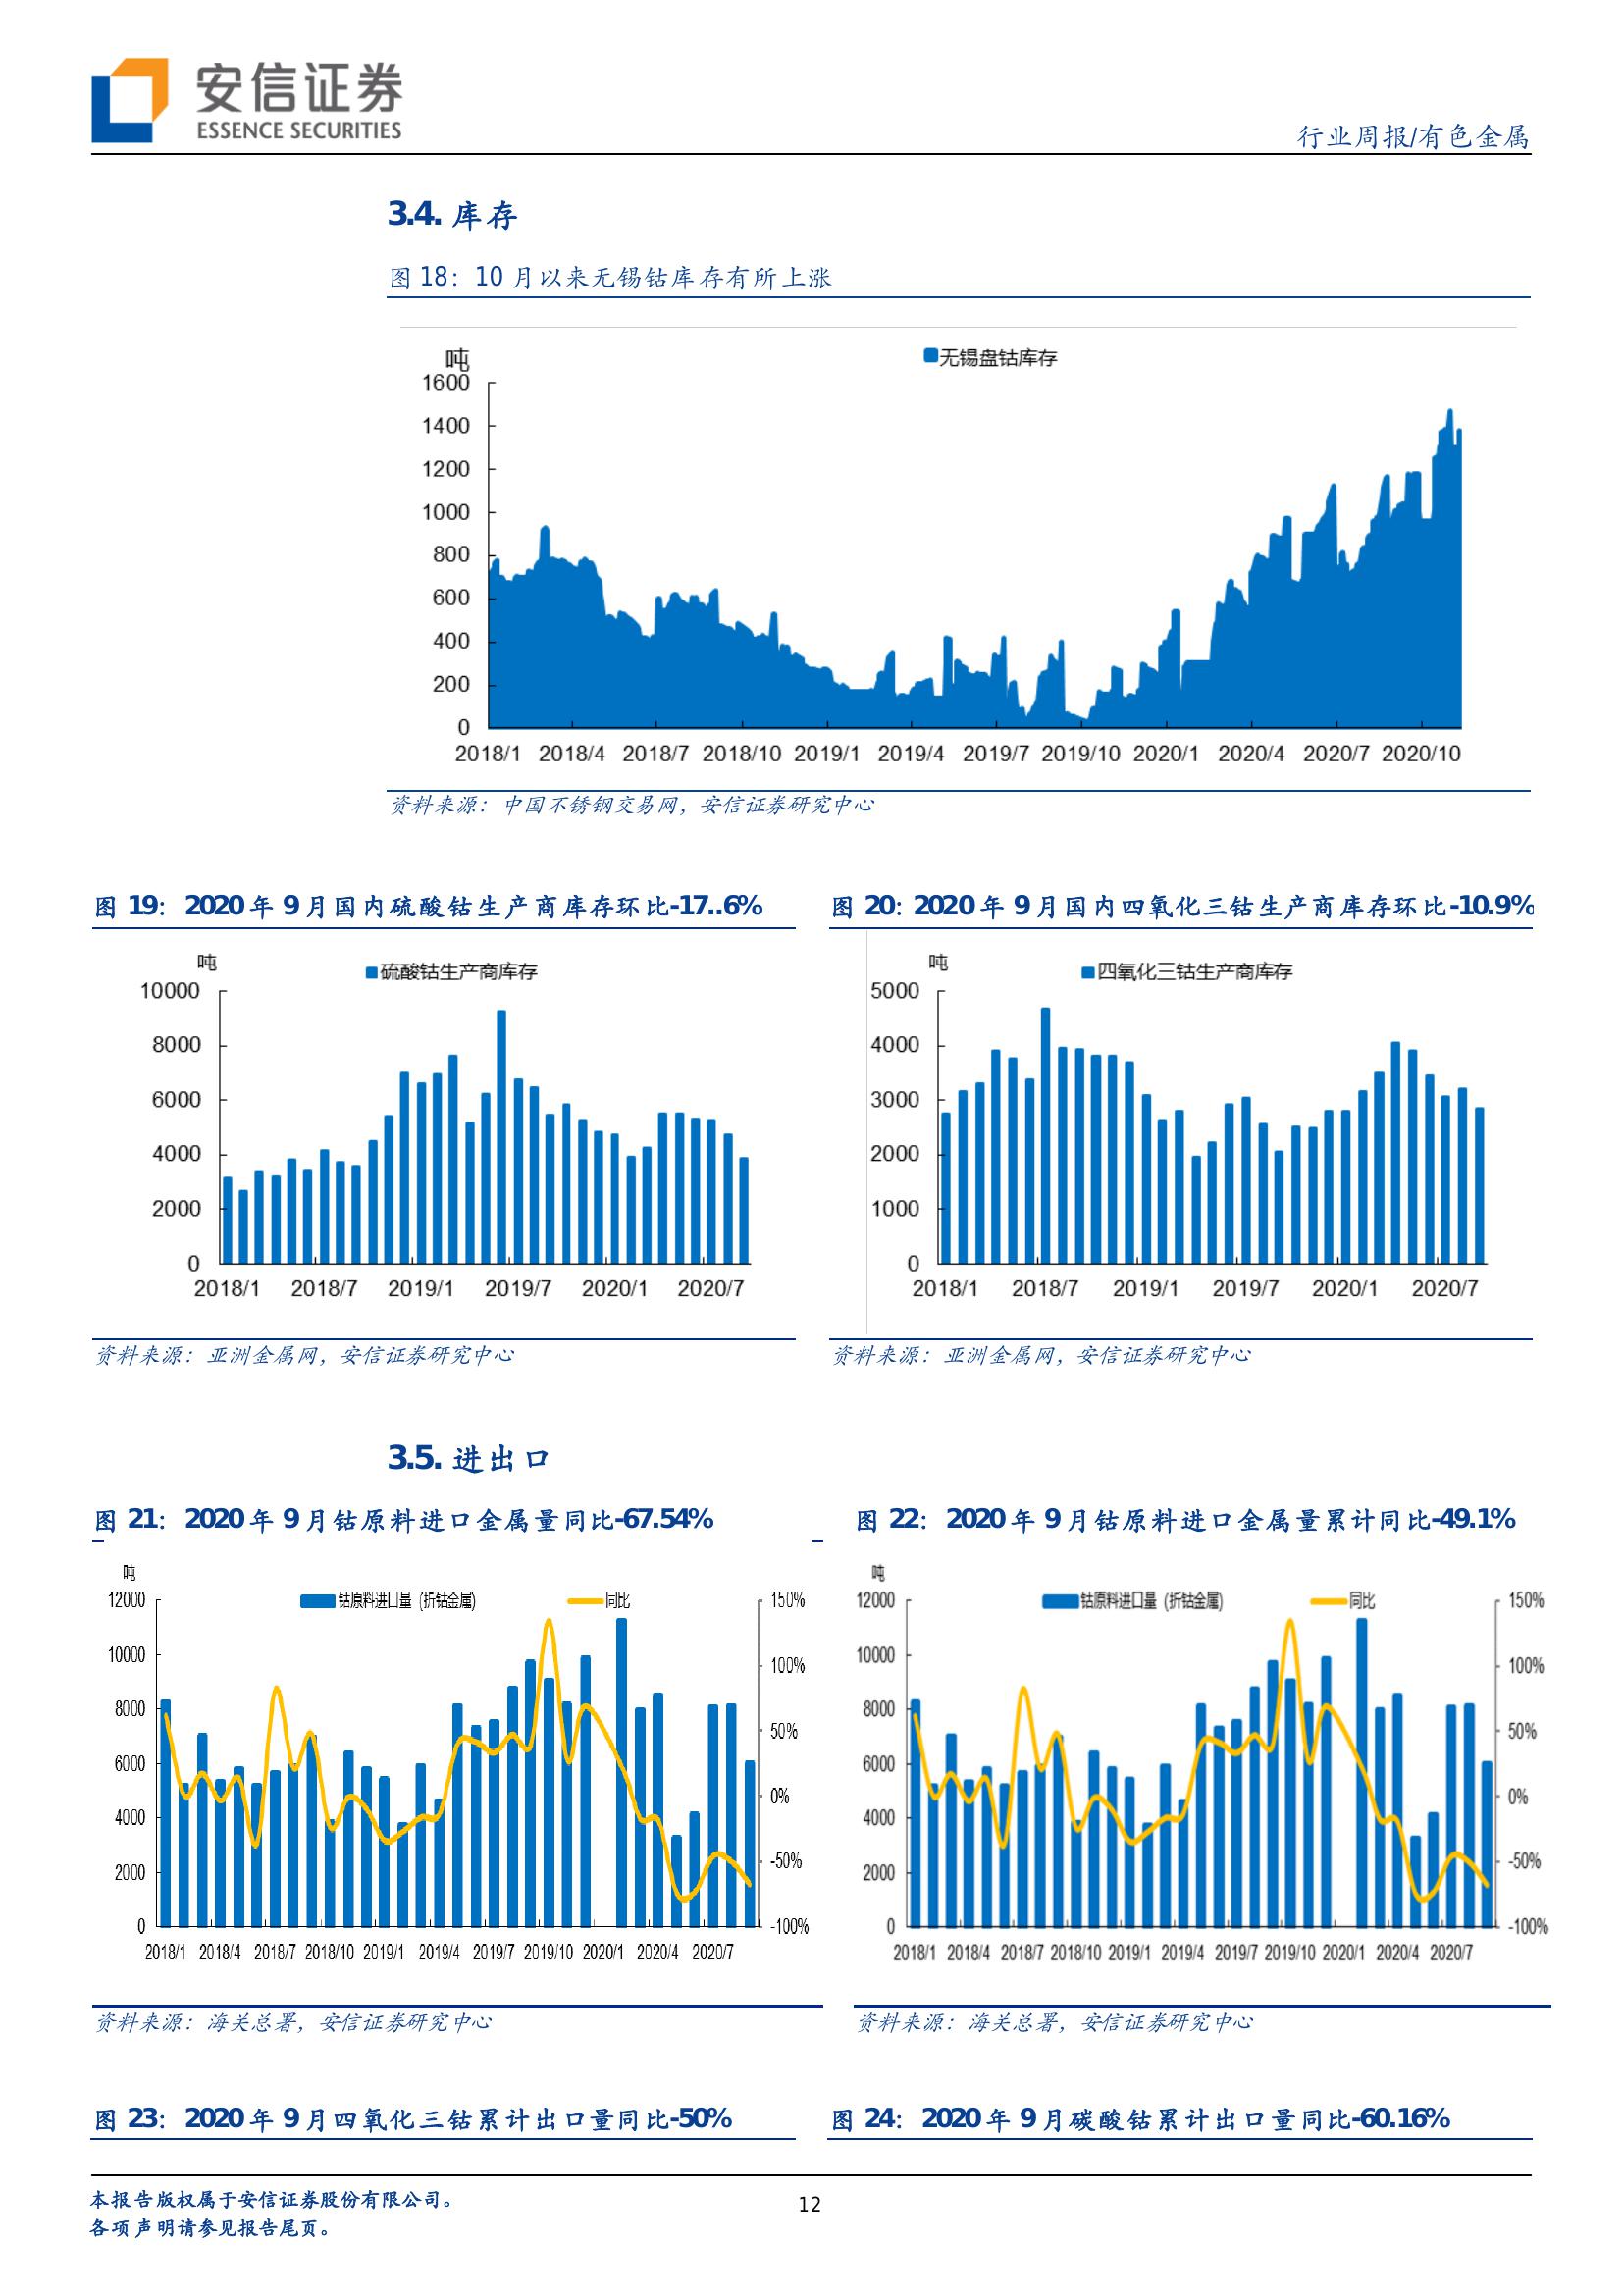 安信证券
ESSENCE SECURITIES
行业周报/有色金属
3.4. 库存
图 18：10 月以来无锡钴库存有所上涨
吨
无锡盘钴库存
1600
1400
1200
1000
800
600
400
200
0
2018/1 2018/4 2018/7 2018/10 2019/1 2019/4 2019/7 2019/10 2020/1 2020/4 2020/7 2020/10
资料来源：中国不锈钢交易网，安信证券研究中心
图 19： 2020 年 9 月国内硫酸钴生产商库存环比-17..6%
吨
硫酸钴生产商库存
10000
8000
6000
4000
2000
0
2018/1 2018/7 2019/1 2019/7 2020/1 2020/7
资料来源：亚洲金属网，安信证券研究中心
图 20: 2020 年 9 月国内四氧化三钴生产商库存环比-10.9%
吨
四氧化三钴生产商库存
5000
4000
3000
2000
1000
0
2018/1 2018/7 2019/1 2019/7 2020/1 2020/7
资料来源：亚洲金属网，安信证券研究中心
3.5. 进出口
图 21： 2020 年 9 月钴原料进口金属量同比-67.54%
吨
钴原料进口量（折钴金属） 同比
12000
10000
8000
6000
4000
2000
0
150%
100%
50%
0%
-50%
-100%
2018/1 2018/4 2018/7 2018/10 2019/1 2019/4 2019/7 2019/10 2020/1 2020/4 2020/7
资料来源：海关总署，安信证券研究中心
图 22： 2020 年 9 月钴原料进口金属量累计同比-49.1%
吨
钴原料进口量（折钴金属） 同比
12000
10000
8000
6000
4000
2000
0
150%
100%
50%
0%
-50%
-100%
2018/1 2018/4 2018/7 2018/10 2019/1 2019/4 2019/7 2019/10 2020/1 2020/4 2020/7
资料来源：海关总署，安信证券研究中心
图 23： 2020 年 9 月四氧化三钴累计出口量同比-50%
图 24： 2020 年 9 月碳酸钴累计出口量同比-60.16%
本报告版权属于安信证券股份有限公司。
各项声明请参见报告尾页。
12